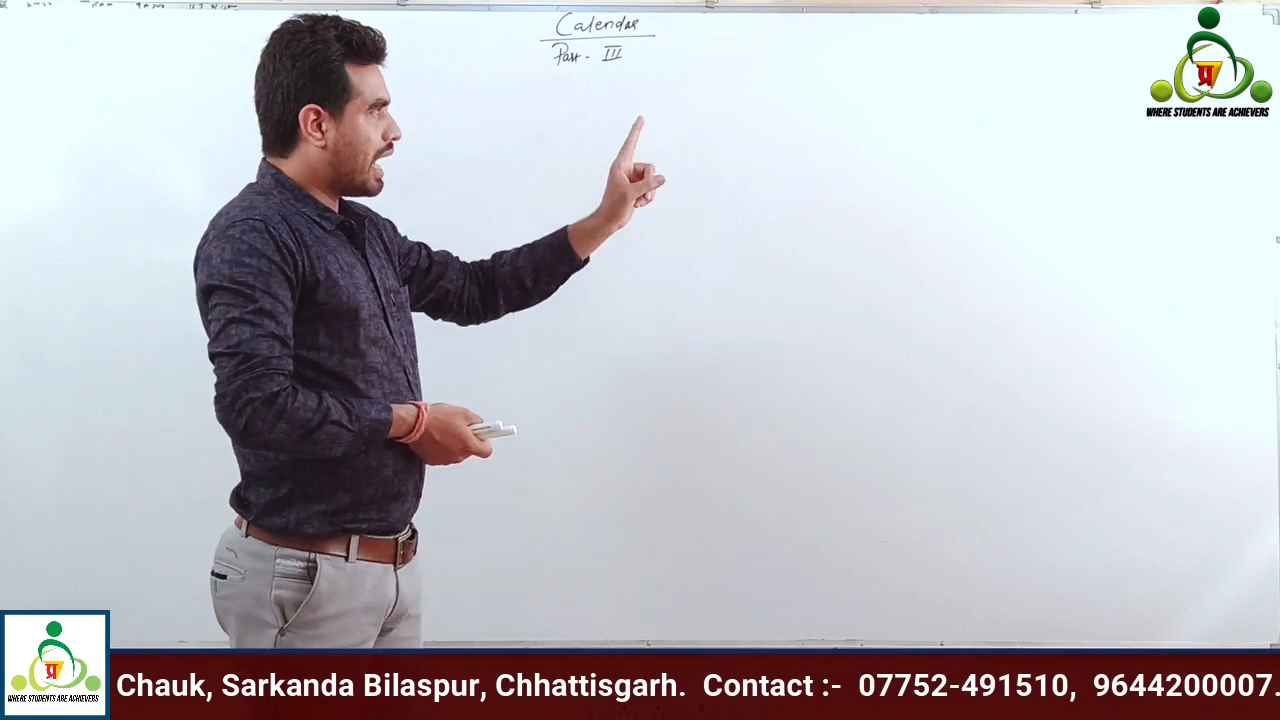 Calendar
Part - III
प्र
WHERE STUDENTS ARE ACHIEVERS
प्र
WHERE STUDENTS ARE ACHIEVERS
Chauk, Sarkanda Bilaspur, Chhattisgarh. Contact :- 07752-491510, 9644200007.